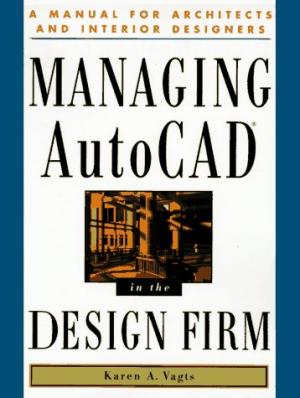 A MANUAL FOR ARCHITECTS
AND INTERIOR DESIGNERS
MANAGING
AutoCAD®
in the
DESIGN FIRM
Karen A. Vagts